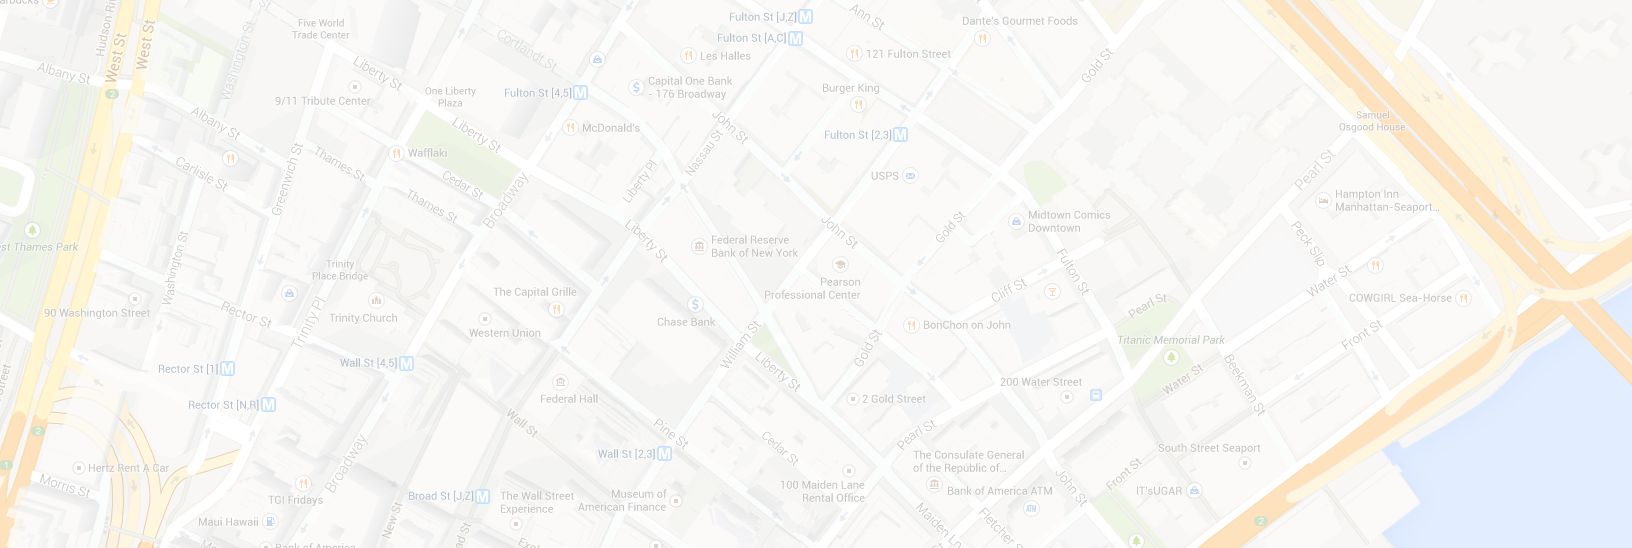 Hudson Riv
West St
West St
Washington St
Five World
Trade Center
Cortlandt St
Fulton St [J,Z]
Fulton St [A,C]
Ann St
Dante's Gourmet Foods
Les Halles
121 Fulton Street
Gold St
Albany St
Liberty St
Capital One Bank
- 176 Broadway
9/11 Tribute Center
One Liberty
Plaza
Fulton St [4,5]
Burger King
Samuel
Osgood House
Albany St
Liberty St
McDonald's
John St
Fulton St [2,3]
Wafflaki
Nassau St
Carlisle St
Thames St
Greenwich St
Cedar St
Liberty Pl
USPS
Pearl St
Broadway
Thames St
Hampton Inn
Manhattan-Seaport...
Midtown Comics
Downtown
Gold St
John St
Liberty St
st Thames Park
Federal Reserve
Bank of New York
Peck Slip
Washington St
Trinity
Place Bridge
Fulton St
Water St
Pearson
Professional Center
Cliff St
The Capital Grille
COWGIRL Sea-Horse
Pearl St
90 Washington Street
Rector St
Trinity Pl
Trinity Church
Chase Bank
BonChon on John
Western Union
Front St
Titanic Memorial Park
William St
Gold St
Rector St [1]
Wall St [4,5]
Liberty St
200 Water Street
Water St
Beekman St
Rector St [N,R]
Federal Hall
2 Gold Street
Wall St
Pine St
Pearl St
Cedar St
South Street Seaport
Wall St [2,3]
The Consulate General
of the Republic of...
Hertz Rent A Car
Broadway
Morris St
Front St
John St
100 Maiden Lane
Rental Office
Bank of America ATM
IT'sUGAR
TGI Fridays
Broad St [J,Z]
The Wall Street
Experience
Museum of
American Finance
New St
Maiden Ln
Fletcher St
Maui Hawaii
Bank of America